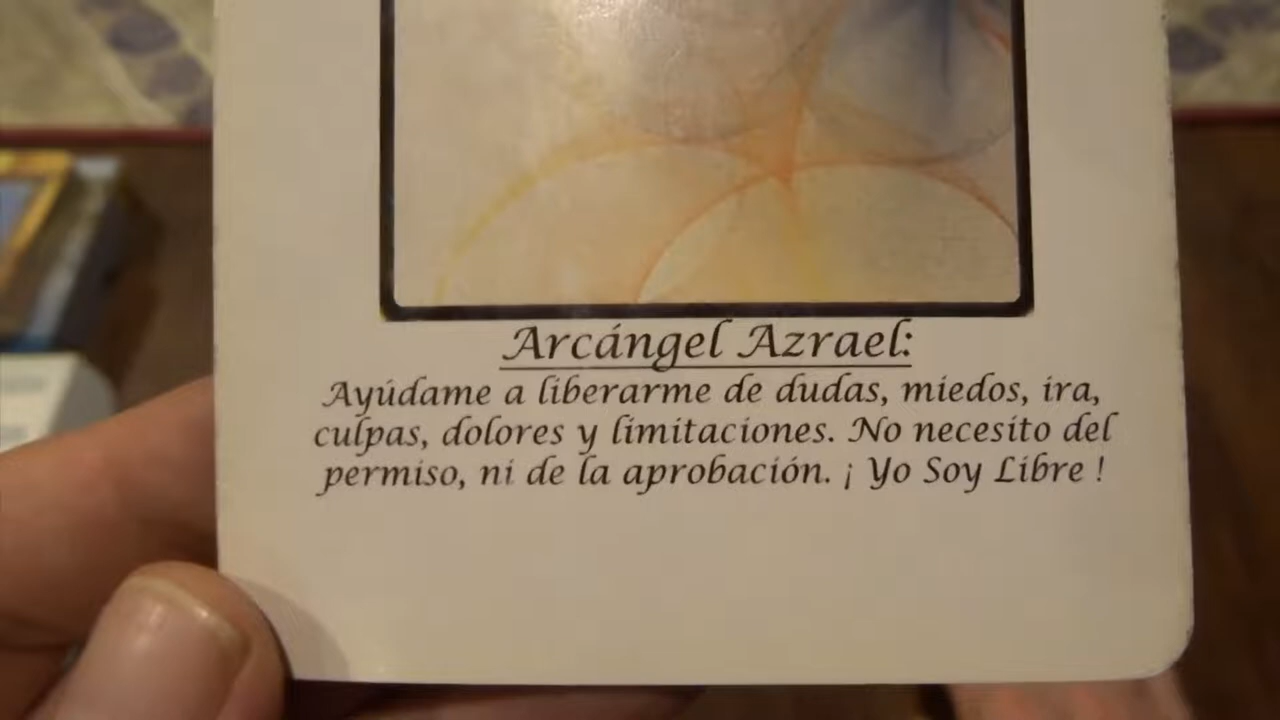 Arcángel Azrael:
Ayúdame a liberarme de dudas, miedos, ira,
culpas, dolores y limitaciones. No necesito del
permiso, ni de la aprobación. ¡ Yo Soy Libre !